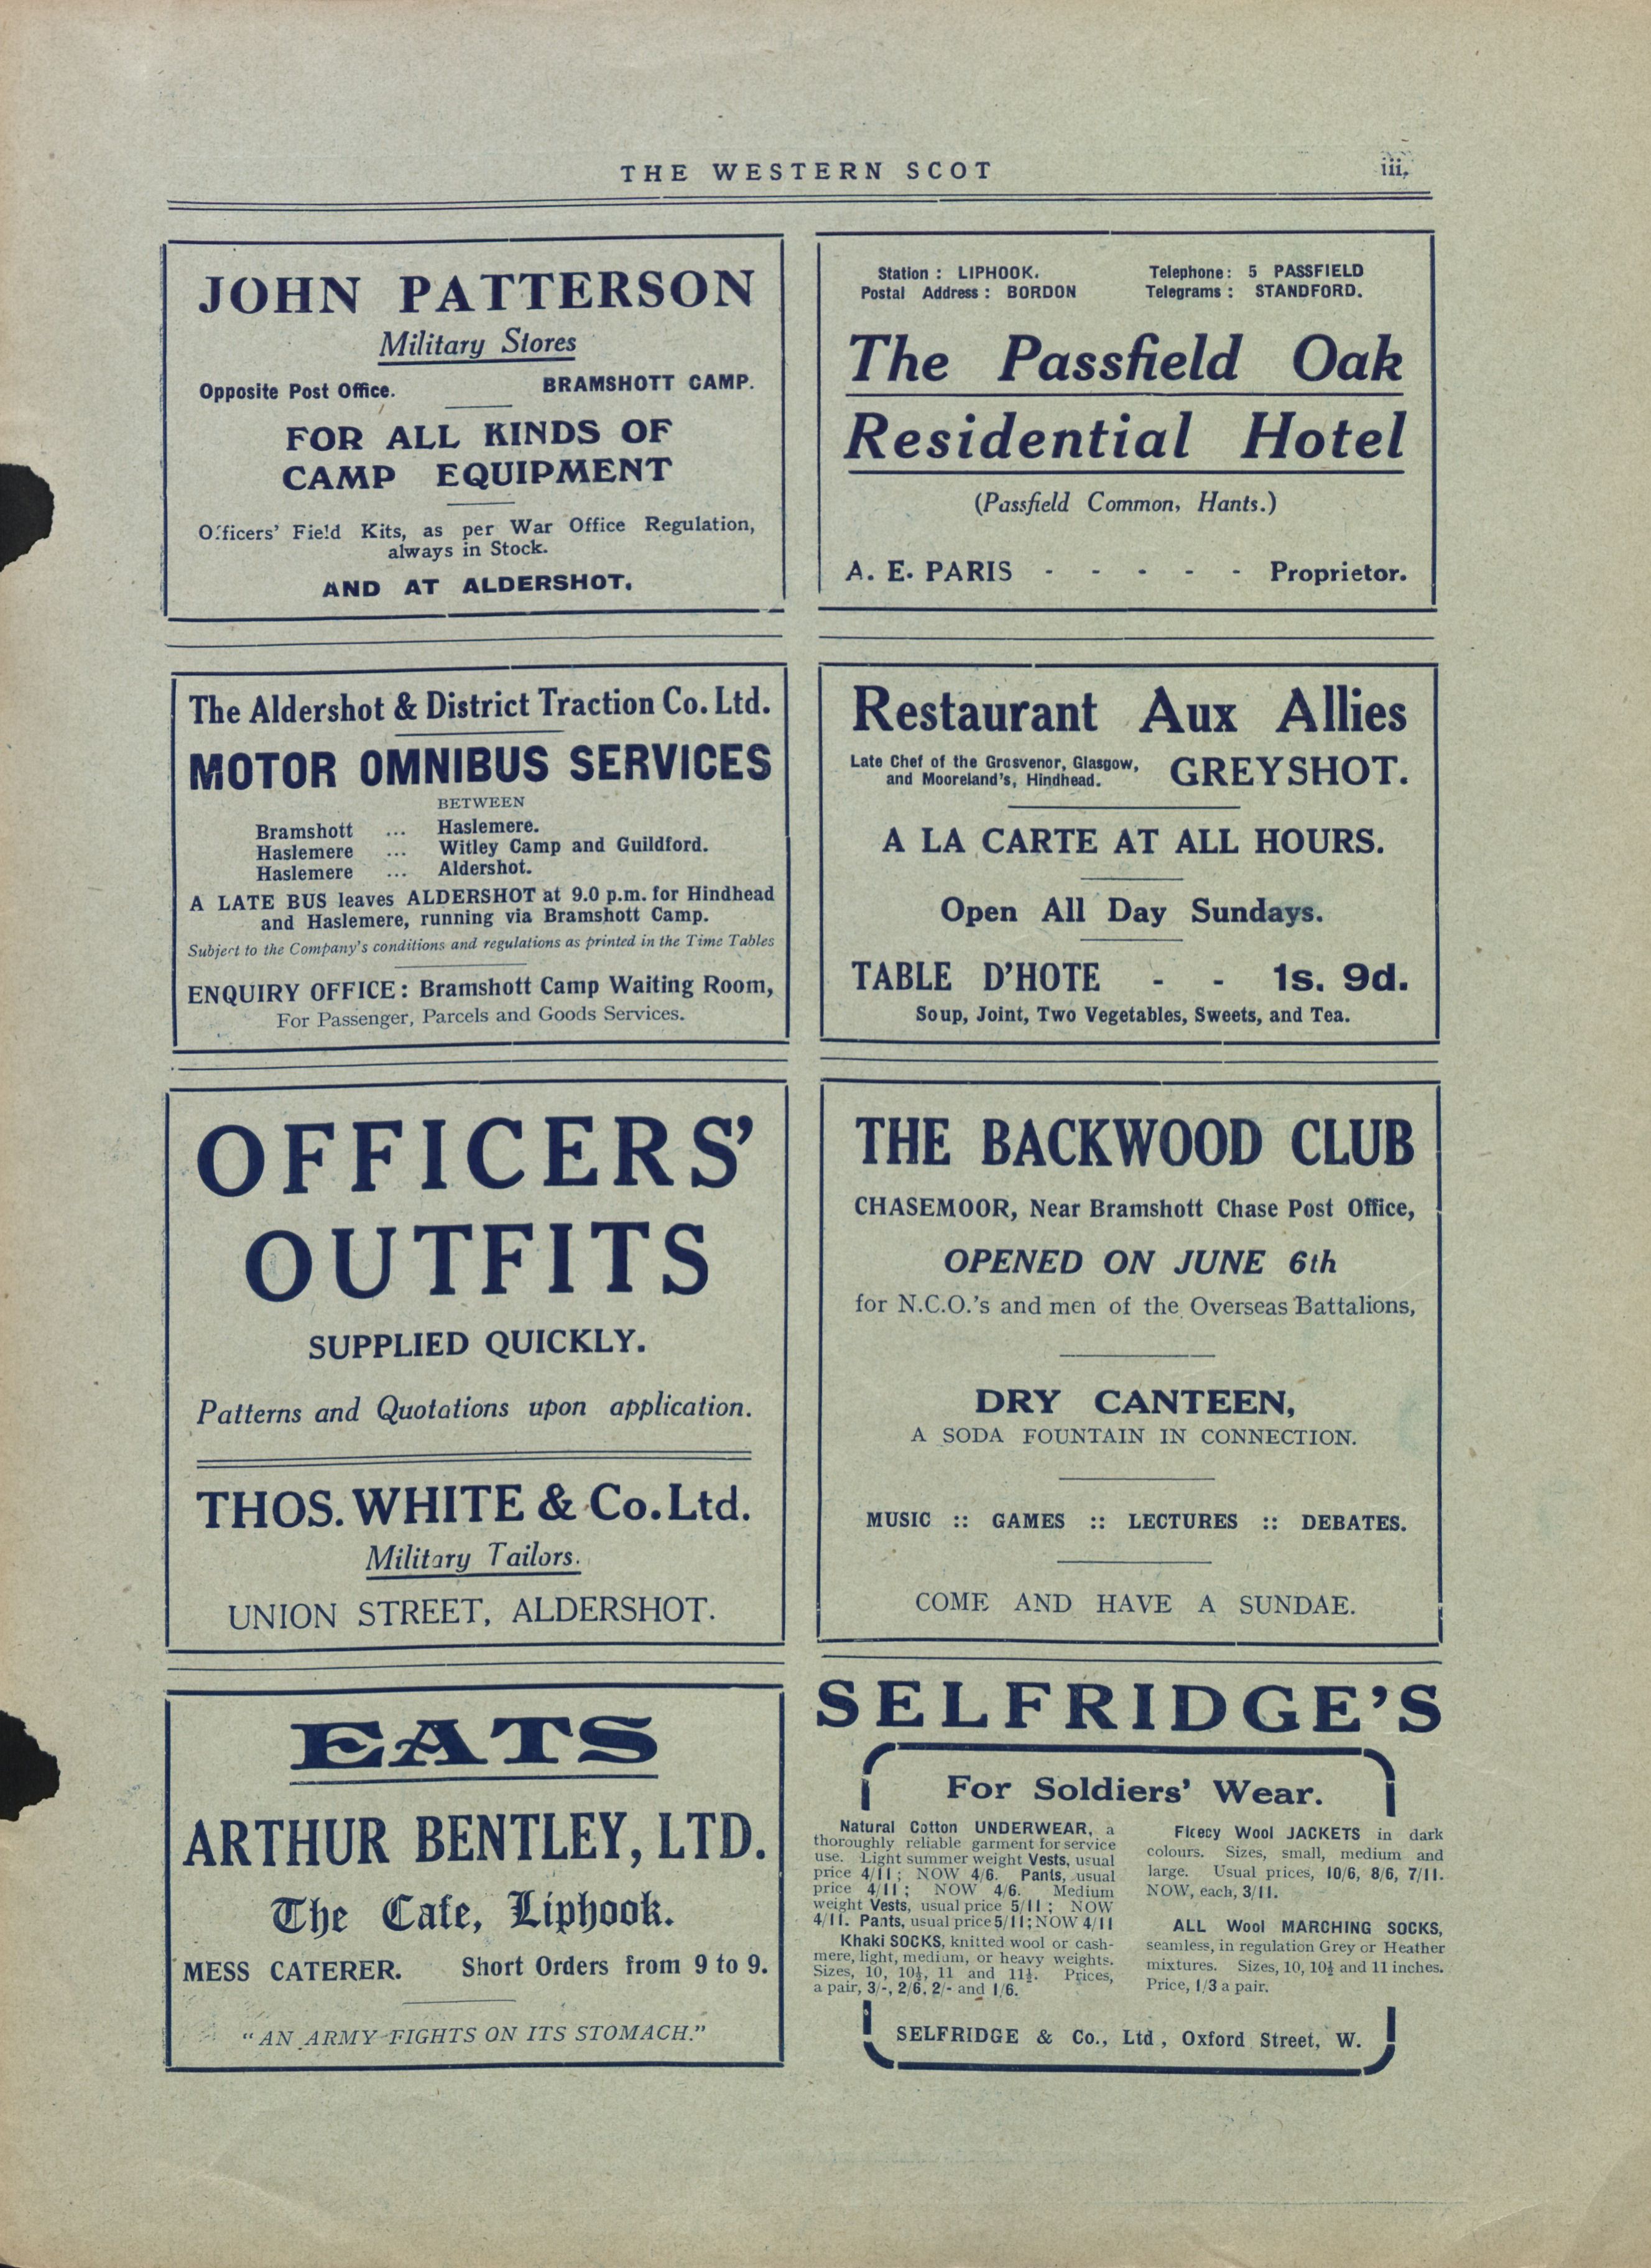 THE WESTERN SCOT
iii.
JOHN PATTERSON
Military Stores
Opposite Post Office. BRAMSHOTT CAMP.
FOR ALL KINDS OF
CAMP EQUIPMENT
Officers' Field Kits, as per War Office Regulation,
always in Stock.
AND AT ALDERSHOT.
Station : LIPHOOK. Telephone : 5 PASSFIELD
Postal Address : BORDON Telegrams : STANDFORD.
The Passfield Oak
Residential Hotel
(Passfield Common, Hants.)
A. E. PARIS - - - - - Proprietor.
The Aldershot & District Traction Co. Ltd.
MOTOR OMNIBUS SERVICES
BETWEEN
Bramshott ... Haslemere.
Haslemere ... Witley Camp and Guildford.
Haslemere ... Aldershot.
A LATE BUS leaves ALDERSHOT at 9.0 p.m. for Hindhead
and Haslemere, running via Bramshott Camp.
Subject to the Company's conditions and regulations as printed in the Time Tables
ENQUIRY OFFICE : Bramshott Camp Waiting Room,
For Passenger, Parcels and Goods Services.
Restaurant Aux Allies
Late Chef of the Grosvenor, Glasgow,
and Mooreland's, Hindhead.
GREYSHOT.
A LA CARTE AT ALL HOURS.
Open All Day Sundays.
TABLE D'HOTE - - 1s. 9d.
Soup, Joint, Two Vegetables, Sweets, and Tea.
OFFICERS'
OUTFITS
SUPPLIED QUICKLY.
Patterns and Quotations upon application.
THOS. WHITE & Co. Ltd.
Military Tailors.
UNION STREET, ALDERSHOT.
THE BACKWOOD CLUB
CHASEMOOR, Near Bramshott Chase Post Office,
OPENED ON JUNE 6th
for N.C.O.'s and men of the Overseas Battalions,
DRY CANTEEN,
A SODA FOUNTAIN IN CONNECTION.
MUSIC :: GAMES :: LECTURES :: DEBATES.
COME AND HAVE A SUNDAE.
EATS
ARTHUR BENTLEY, LTD.
The Cafe, Liphook.
MESS CATERER. Short Orders from 9 to 9.
"AN ARMY FIGHTS ON ITS STOMACH."
SELFRIDGE'S
For Soldiers' Wear.
Natural Cotton UNDERWEAR, a
thoroughly reliable garment for service
use. Light summer weight Vests, usual
price 4/11 ; NOW 4/6. Pants, usual
price 4/11 ; NOW 4/6. Medium
weight Vests, usual price 5/11 ; NOW
4/11. Pants, usual price 5/11 ; NOW 4/11
Khaki SOCKS, knitted wool or cash-
mere, light, medium, or heavy weights.
Sizes, 10, 10½, 11 and 11½. Prices,
a pair, 3/-, 2/6, 2/- and 1/6.
Fleecy Wool JACKETS in dark
colours. Sizes, small, medium and
large. Usual prices, 10/6, 8/6, 7/11.
NOW, each, 3/11.
ALL Wool MARCHING SOCKS,
seamless, in regulation Grey or Heather
mixtures. Sizes, 10, 10½ and 11 inches.
Price, 1/3 a pair.
SELFRIDGE & Co., Ltd, Oxford Street, W.